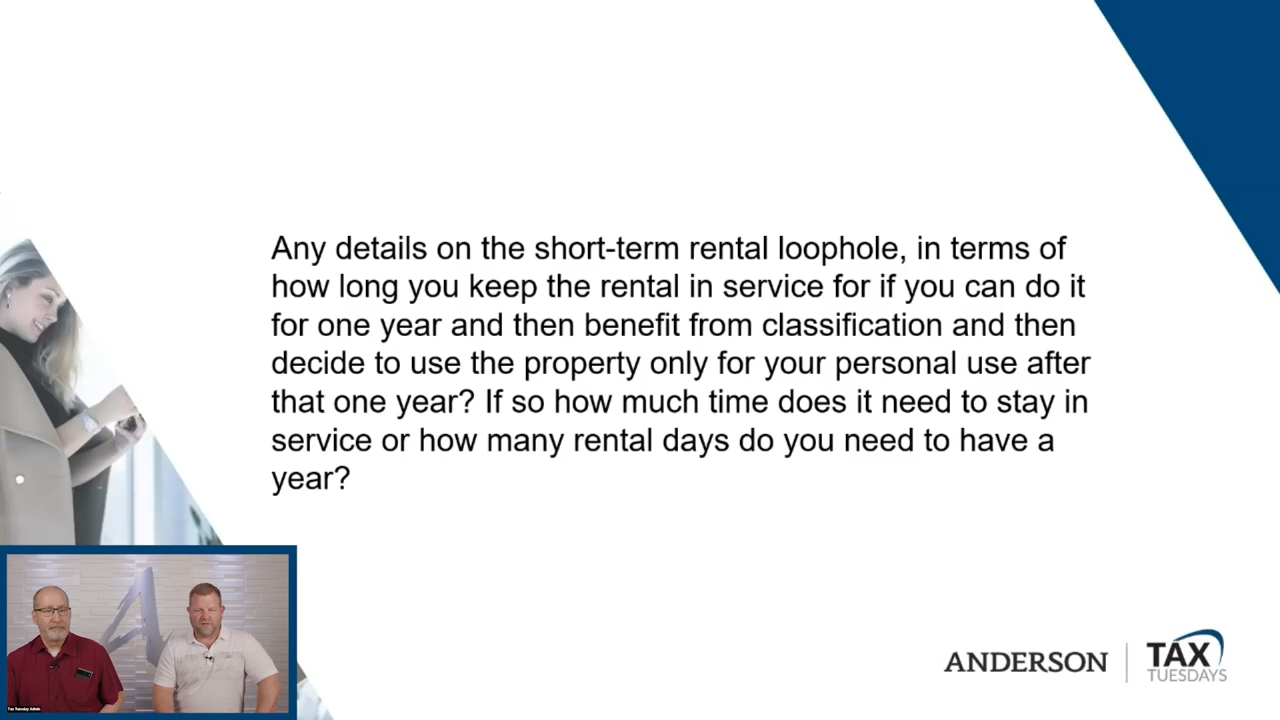 Any details on the short-term rental loophole, in terms of
how long you keep the rental in service for if you can do it
for one year and then benefit from classification and then
decide to use the property only for your personal use after
that one year? If so how much time does it need to stay in
service or how many rental days do you need to have a
year?
Tax Tuesday Admin
ANDERSON
TAX
TUESDAYS